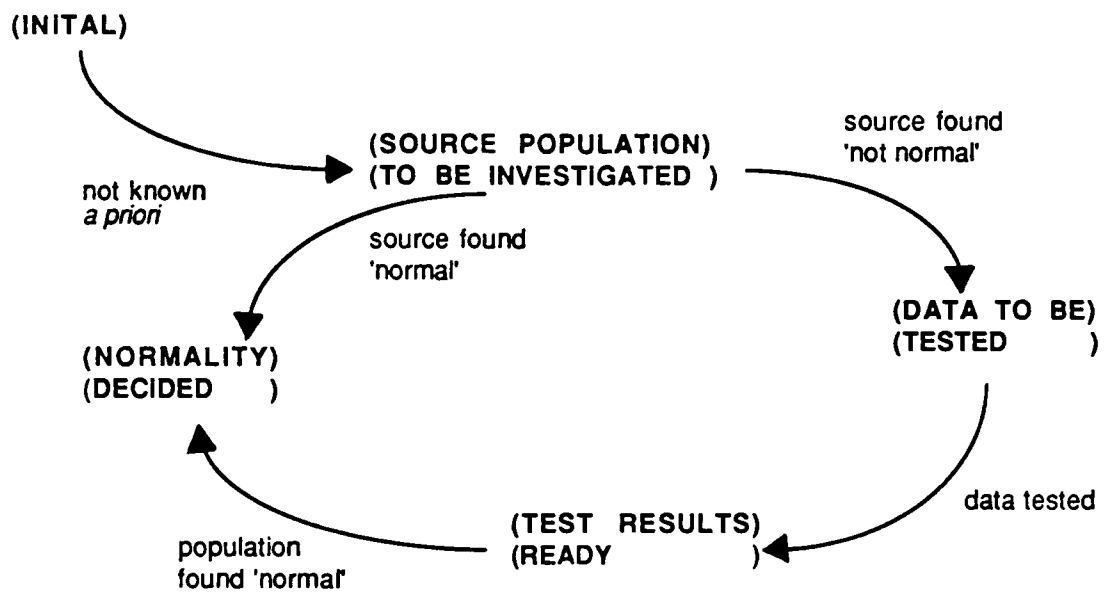 (INITAL)
source found
'not normal'
(SOURCE POPULATION)
(TO BE INVESTIGATED )
not known
a priori
source found
'normal'
(DATA TO BE)
(TESTED )
(NORMALITY)
(DECIDED )
data tested
(TEST RESULTS)
(READY )
population
found 'normal'